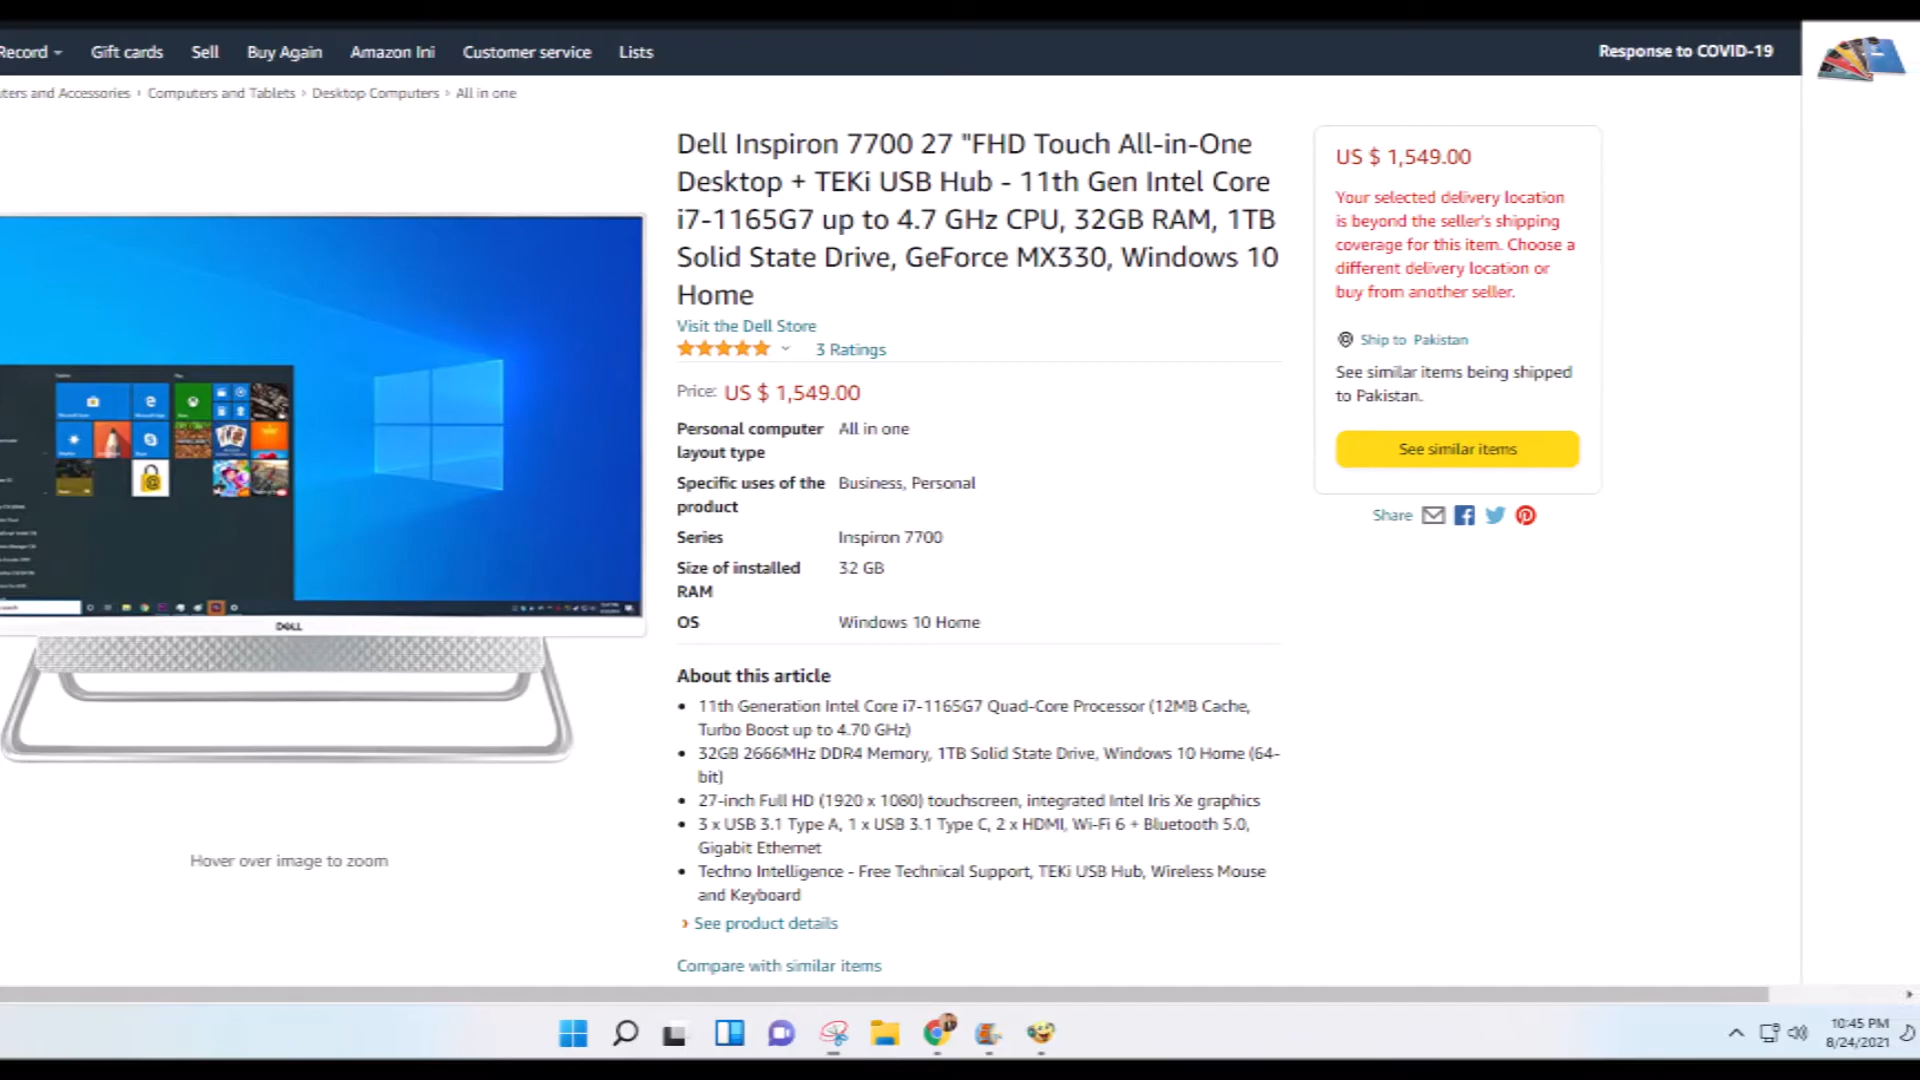 Record
Gift cards
Sell
Buy Again
Amazon Ini
Customer service
Lists
Response to COVID-19
ters and Accessories › Computers and Tablets › Desktop Computers › All in one
Dell Inspiron 7700 27 "FHD Touch All-in-One
Desktop + TEKi USB Hub - 11th Gen Intel Core
i7-1165G7 up to 4.7 GHz CPU, 32GB RAM, 1TB
Solid State Drive, GeForce MX330, Windows 10
Home
Visit the Dell Store
3 Ratings
Price: US $ 1,549.00
Personal computer All in one
layout type
Specific uses of the Business, Personal
product
Series Inspiron 7700
Size of installed 32 GB
RAM
OS Windows 10 Home
About this article
• 11th Generation Intel Core i7-1165G7 Quad-Core Processor (12MB Cache,
Turbo Boost up to 4.70 GHz)
• 32GB 2666MHz DDR4 Memory, 1TB Solid State Drive, Windows 10 Home (64-
bit)
• 27-inch Full HD (1920 x 1080) touchscreen, integrated Intel Iris Xe graphics
• 3 x USB 3.1 Type A, 1 x USB 3.1 Type C, 2 x HDMI, Wi-Fi 6 + Bluetooth 5.0,
Gigabit Ethernet
• Techno Intelligence - Free Technical Support, TEKi USB Hub, Wireless Mouse
and Keyboard
› See product details
Compare with similar items
US $ 1,549.00
Your selected delivery location
is beyond the seller's shipping
coverage for this item. Choose a
different delivery location or
buy from another seller.
Ship to Pakistan
See similar items being shipped
to Pakistan.
See similar items
Share
DELL
Hover over image to zoom
10:45 PM
8/24/2021